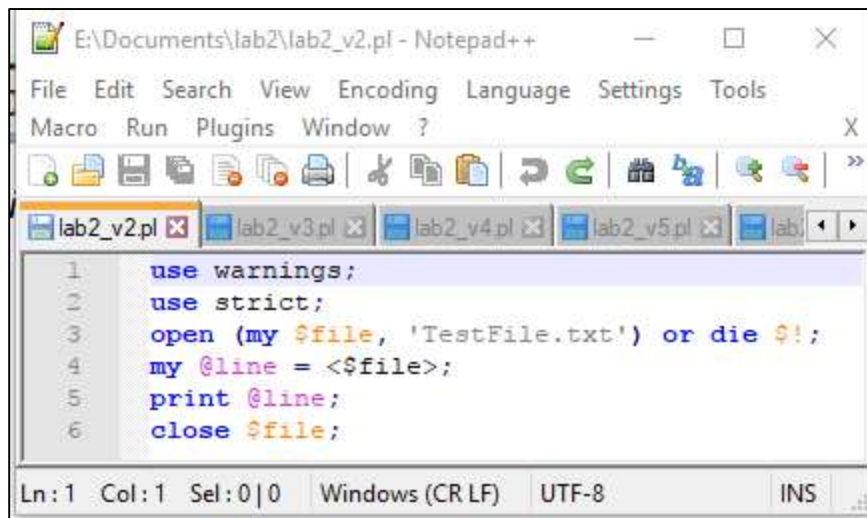 E:\Documents\lab2\lab2_v2.pl - Notepad++
File Edit Search View Encoding Language Settings Tools
Macro Run Plugins Window ? X
lab2_v2.pl lab2_v3.pl lab2_v4.pl lab2_v5.pl lab
1 use warnings;
2 use strict;
3 open (my $file, 'TestFile.txt') or die $!;
4 my @line = <$file>;
5 print @line;
6 close $file;
Ln:1 Col:1 Sel:0|0 Windows (CR LF) UTF-8 INS